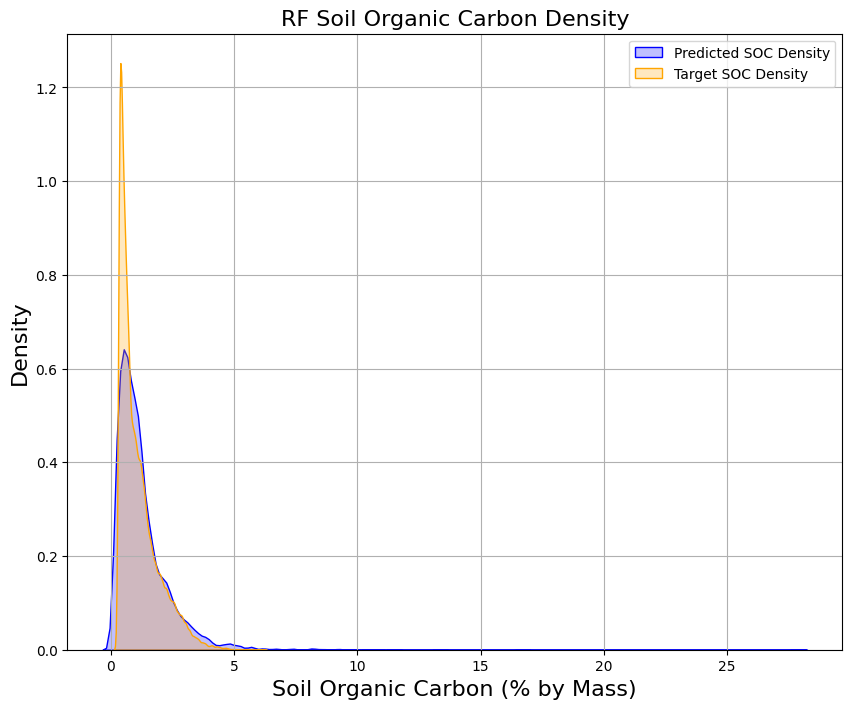 RF Soil Organic Carbon Density
Predicted SOC Density
Target SOC Density
Density
1.2
1.0
0.8
0.6
0.4
0.2
0.0
0 5 10 15 20 25
Soil Organic Carbon (% by Mass)